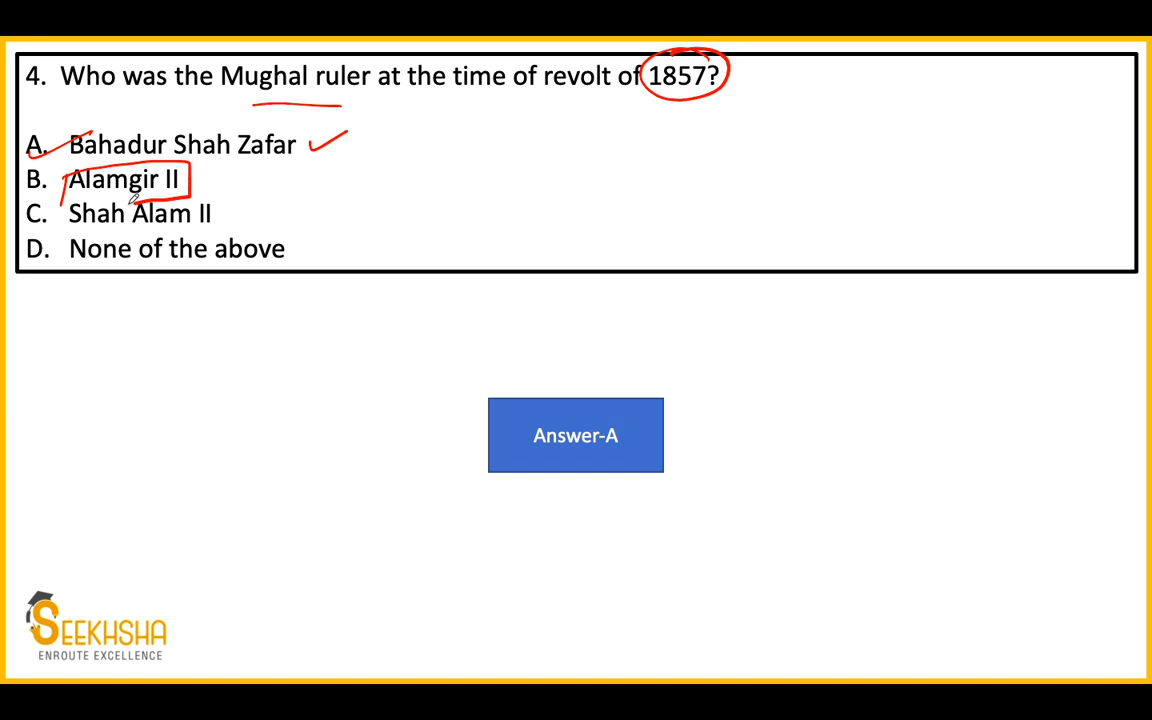 4. Who was the Mughal ruler at the time of revolt of 1857?
A. Bahadur Shah Zafar
B. Alamgir II
C. Shah Alam II
D. None of the above
Answer-A
SEEKHSHA
ENROUTE EXCELLENCE